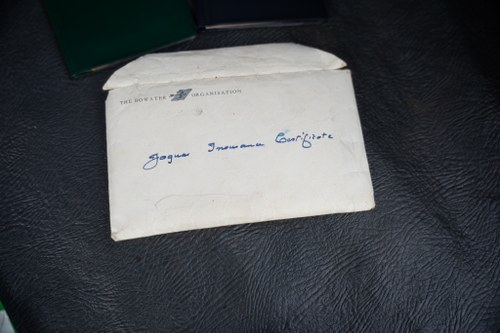 THE BOWATER ORGANISATION
Jaguar Insurance Certificate